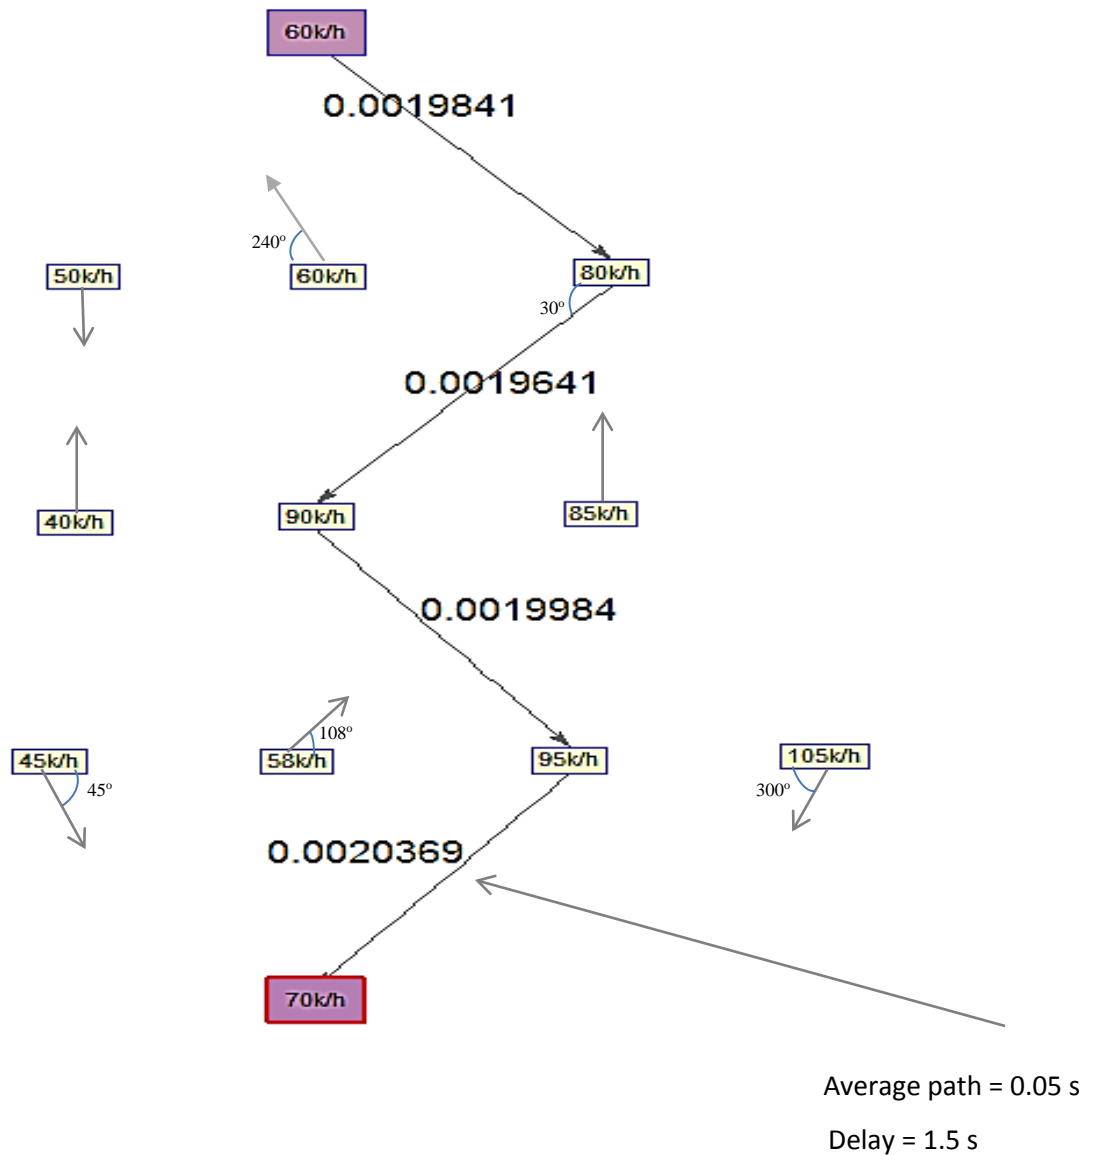 60k/h
0.0019841
240º
50k/h
60k/h
80k/h
30º
0.0019641
40k/h
90k/h
85k/h
0.0019984
108º
45k/h
58k/h
95k/h
105k/h
45º
300º
0.0020369
70k/h
Average path = 0.05 s
Delay = 1.5 s